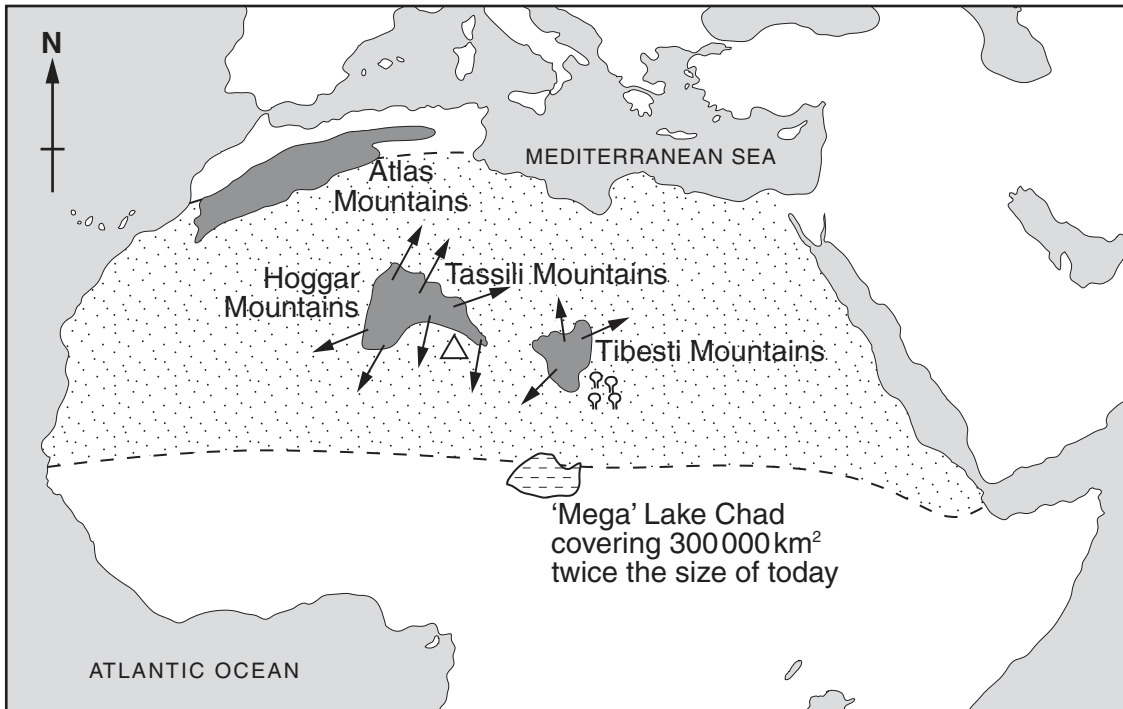 N
MEDITERRANEAN SEA
Atlas
Mountains
Hoggar
Mountains
Tassili Mountains
Tibesti Mountains
‘Mega’ Lake Chad
covering 300 000 km²
twice the size of today
ATLANTIC OCEAN